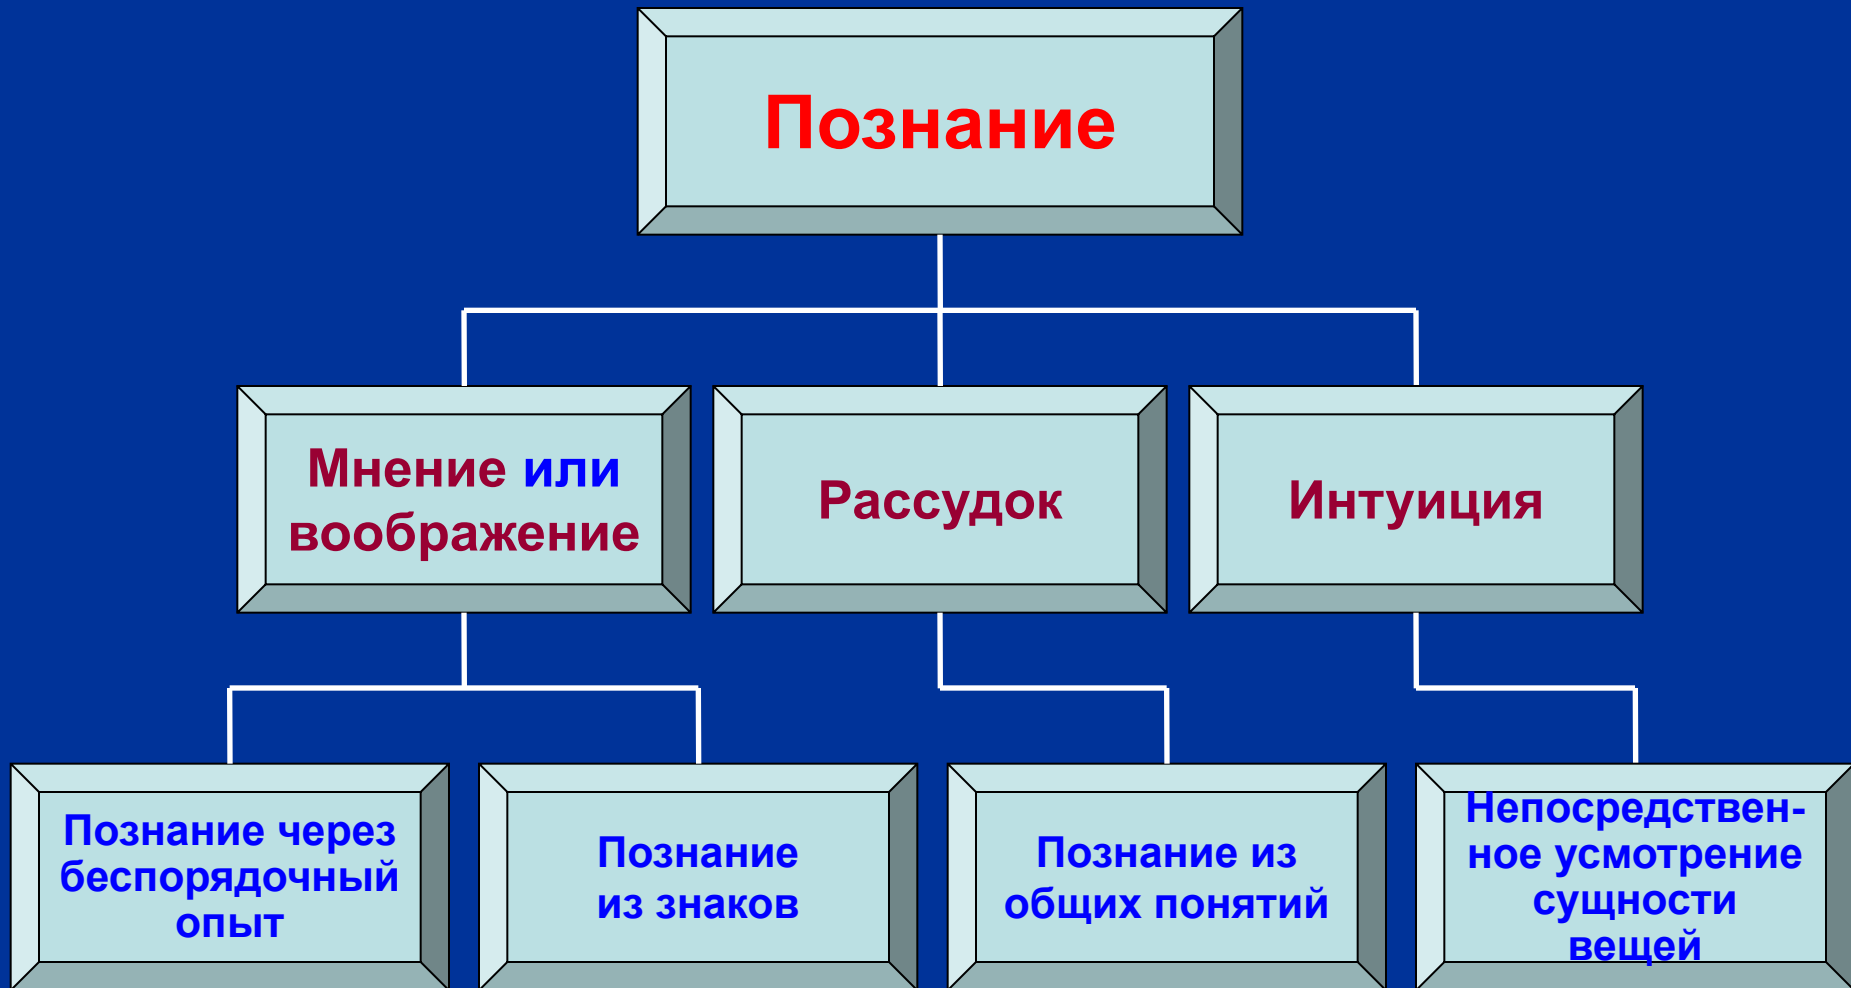 Познание
Мнение или
воображение
Рассудок
Интуиция
Познание через
беспорядочный
опыт
Познание
из знаков
Познание из
общих понятий
Непосредствен-
ное усмотрение
сущности
вещей